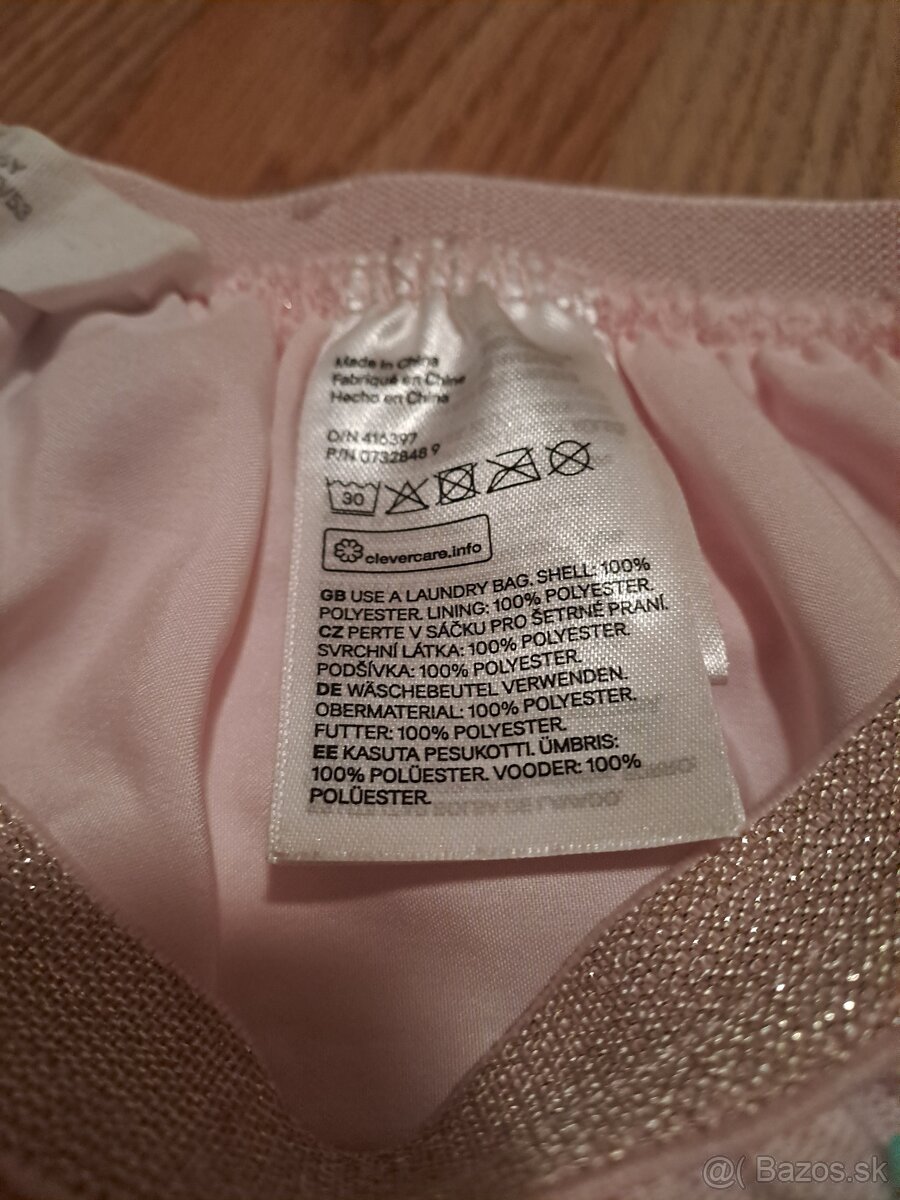 Made in China
Fabriqué en Chine
Hecho en China
O/N 416397
P/N 0732848 9
30
clevercare.info
GB USE A LAUNDRY BAG. SHELL: 100%
POLYESTER. LINING: 100% POLYESTER.
CZ PERTE V SÁČKU PRO ŠETRNÉ PRANÍ.
SVRCHNÍ LÁTKA: 100% POLYESTER.
PODŠÍVKA: 100% POLYESTER.
DE WÄSCHEBEUTEL VERWENDEN.
OBERMATERIAL: 100% POLYESTER.
FUTTER: 100% POLYESTER.
EE KASUTA PESUKOTTI. ÜMBRIS:
100% POLÜESTER. VOODER: 100%
POLÜESTER.
@( Bazos.sk